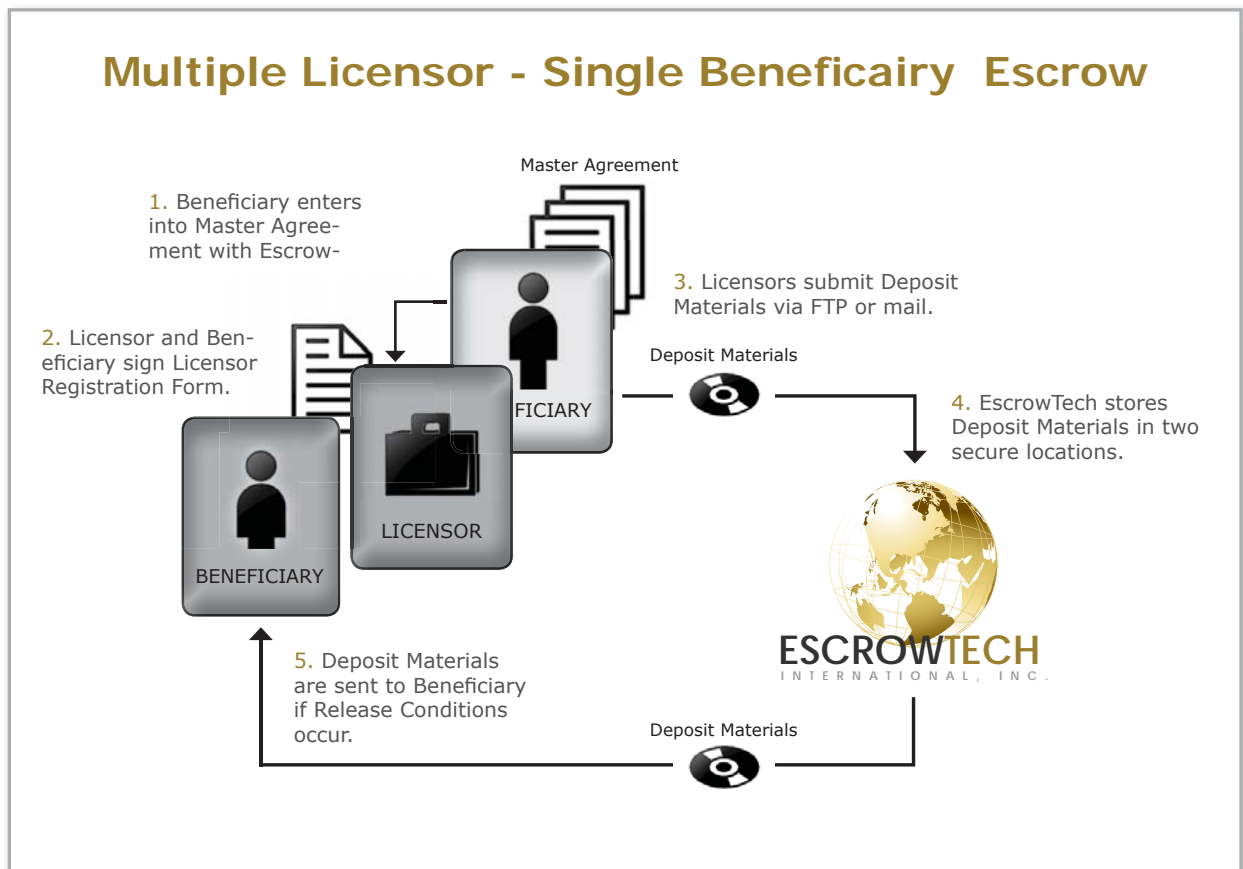 Multiple Licensor - Single Beneficairy Escrow
Master Agreement
1. Beneficiary enters
into Master Agree-
ment with Escrow-
3. Licensors submit Deposit
Materials via FTP or mail.
2. Licensor and Ben-
eficiary sign Licensor
Registration Form.
Deposit Materials
FICIARY
4. EscrowTech stores
Deposit Materials in two
secure locations.
LICENSOR
BENEFICIARY
ESCROWTECH
INTERNATIONAL, INC.
5. Deposit Materials
are sent to Beneficiary
if Release Conditions
occur.
Deposit Materials